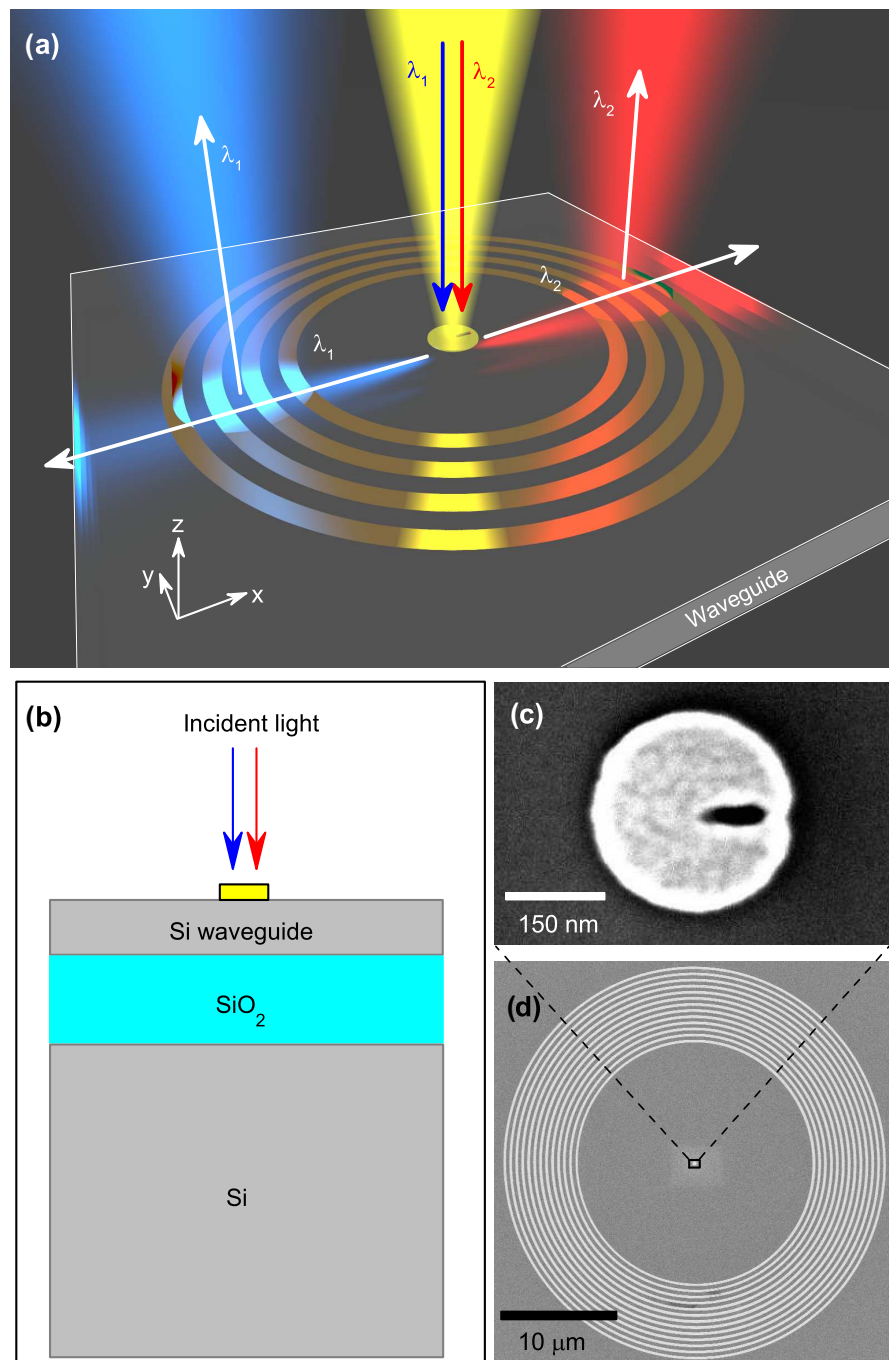 (a)
λ1
λ2
λ2
λ1
λ2
λ1
z
y
x
Waveguide
(b)
Incident light
Si waveguide
SiO2
Si
(c)
150 nm
(d)
10 μm